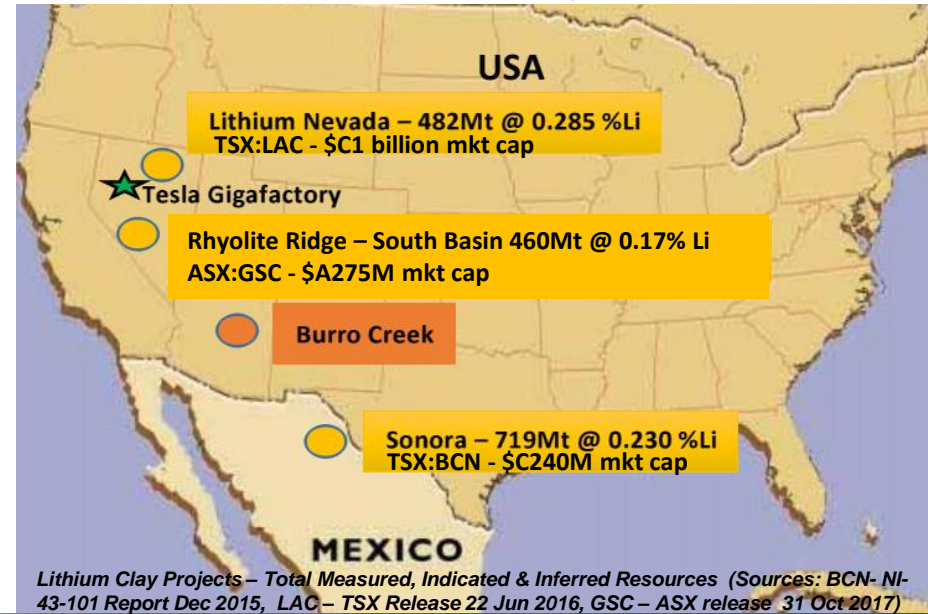 USA
Lithium Nevada – 482Mt @ 0.285 %Li
TSX:LAC - $C1 billion mkt cap
Tesla Gigafactory
Rhyolite Ridge – South Basin 460Mt @ 0.17% Li
ASX:GSC - $A275M mkt cap
Burro Creek
Sonora – 719Mt @ 0.230 %Li
TSX:BCN - $C240M mkt cap
MEXICO
Lithium Clay Projects – Total Measured, Indicated & Inferred Resources (Sources: BCN- NI-
43-101 Report Dec 2015, LAC – TSX Release 22 Jun 2016, GSC – ASX release 31 Oct 2017)